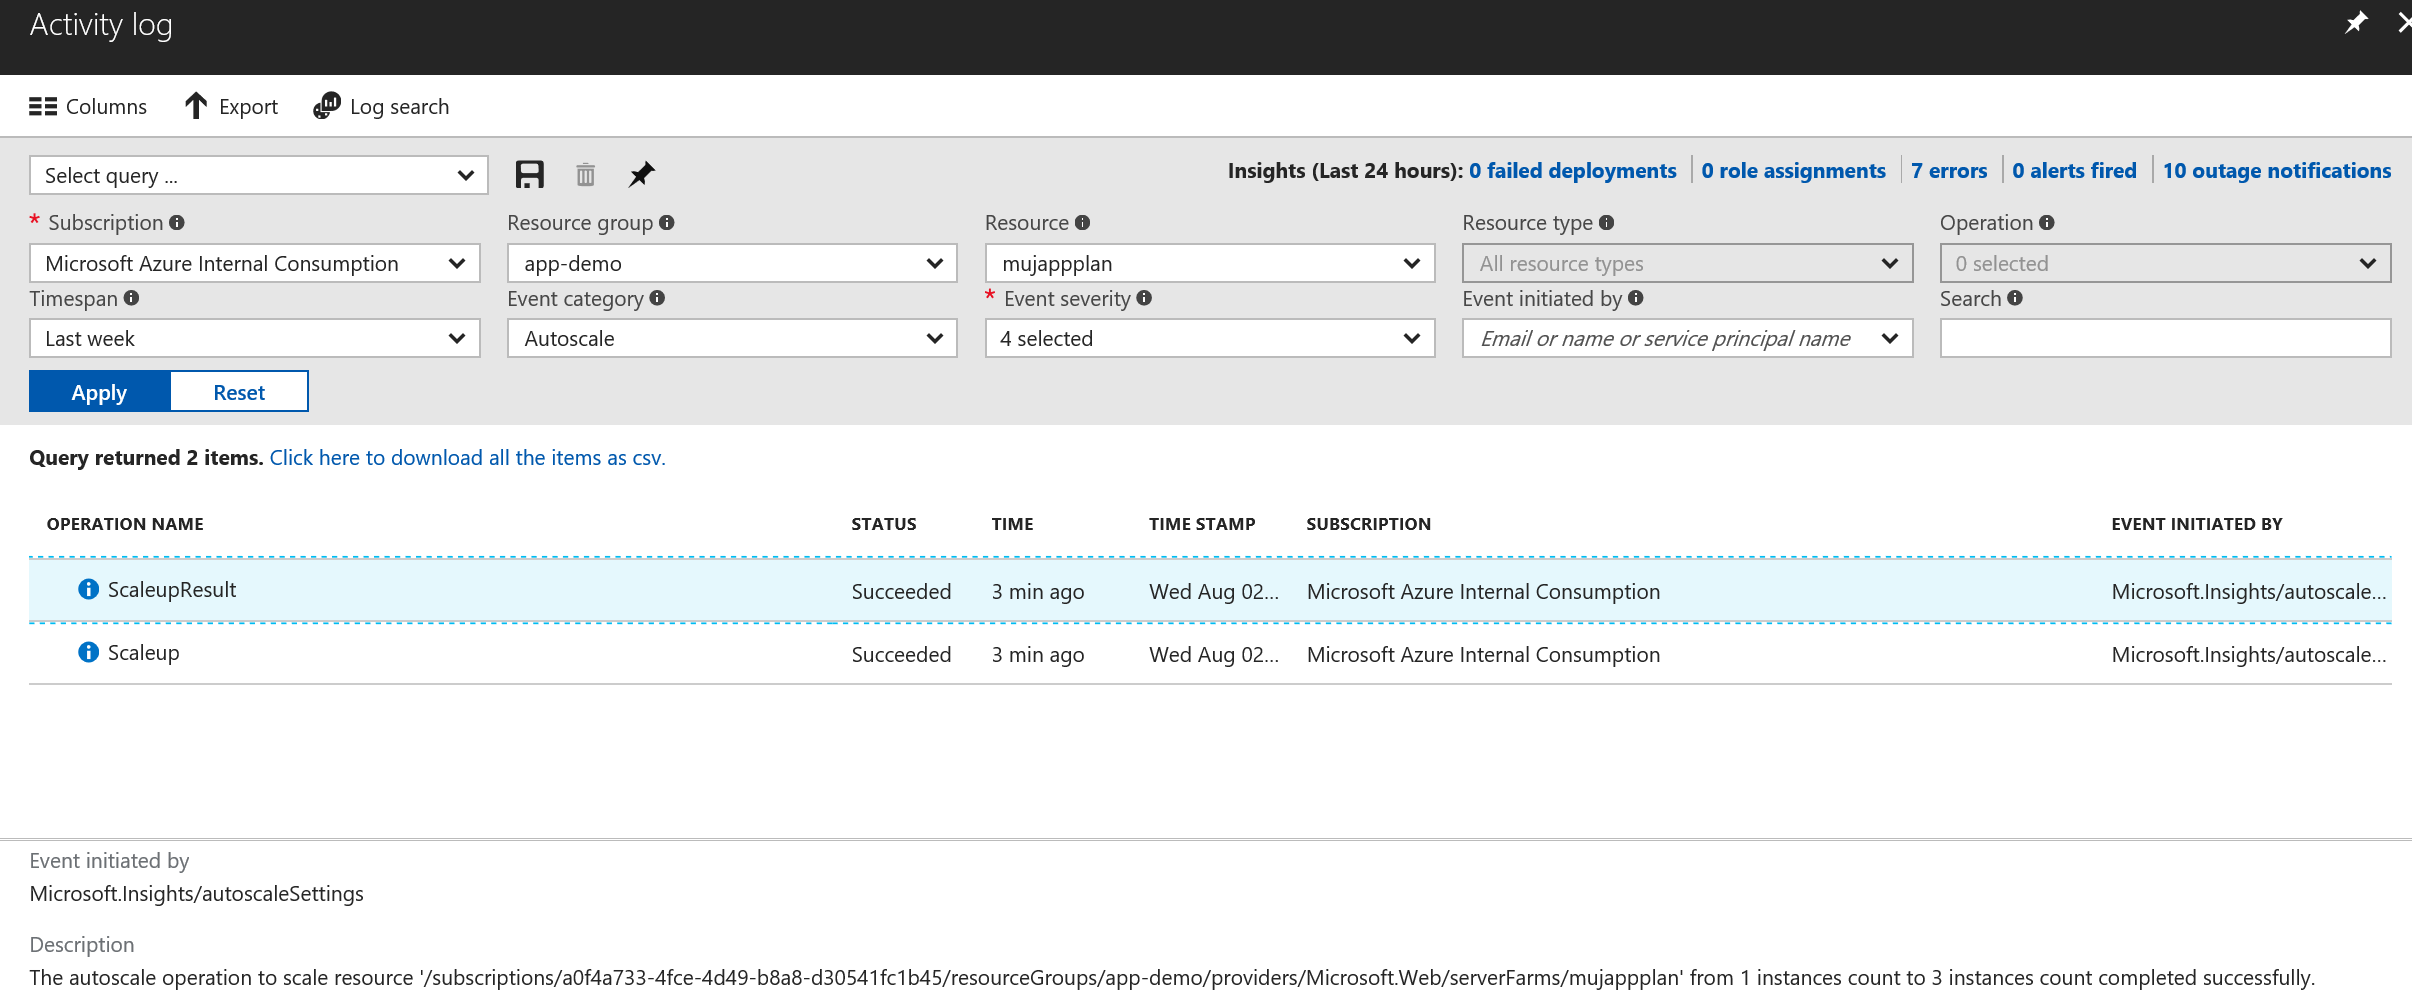 Activity log
Columns Export Log search
Select query ... Insights (Last 24 hours): 0 failed deployments 0 role assignments 7 errors 0 alerts fired 10 outage notifications
* Subscription Resource group Resource Resource type Operation
Microsoft Azure Internal Consumption app-demo mujappplan All resource types 0 selected
Timespan Event category * Event severity Event initiated by Search
Last week Autoscale 4 selected Email or name or service principal name
Apply Reset
Query returned 2 items. Click here to download all the items as csv.
OPERATION NAME STATUS TIME TIME STAMP SUBSCRIPTION EVENT INITIATED BY
ScaleupResult Succeeded 3 min ago Wed Aug 02... Microsoft Azure Internal Consumption Microsoft.Insights/autoscale...
Scaleup Succeeded 3 min ago Wed Aug 02... Microsoft Azure Internal Consumption Microsoft.Insights/autoscale...
Event initiated by
Microsoft.Insights/autoscaleSettings
Description
The autoscale operation to scale resource '/subscriptions/a0f4a733-4fce-4d49-b8a8-d30541fc1b45/resourceGroups/app-demo/providers/Microsoft.Web/serverFarms/mujappplan' from 1 instances count to 3 instances count completed successfully.